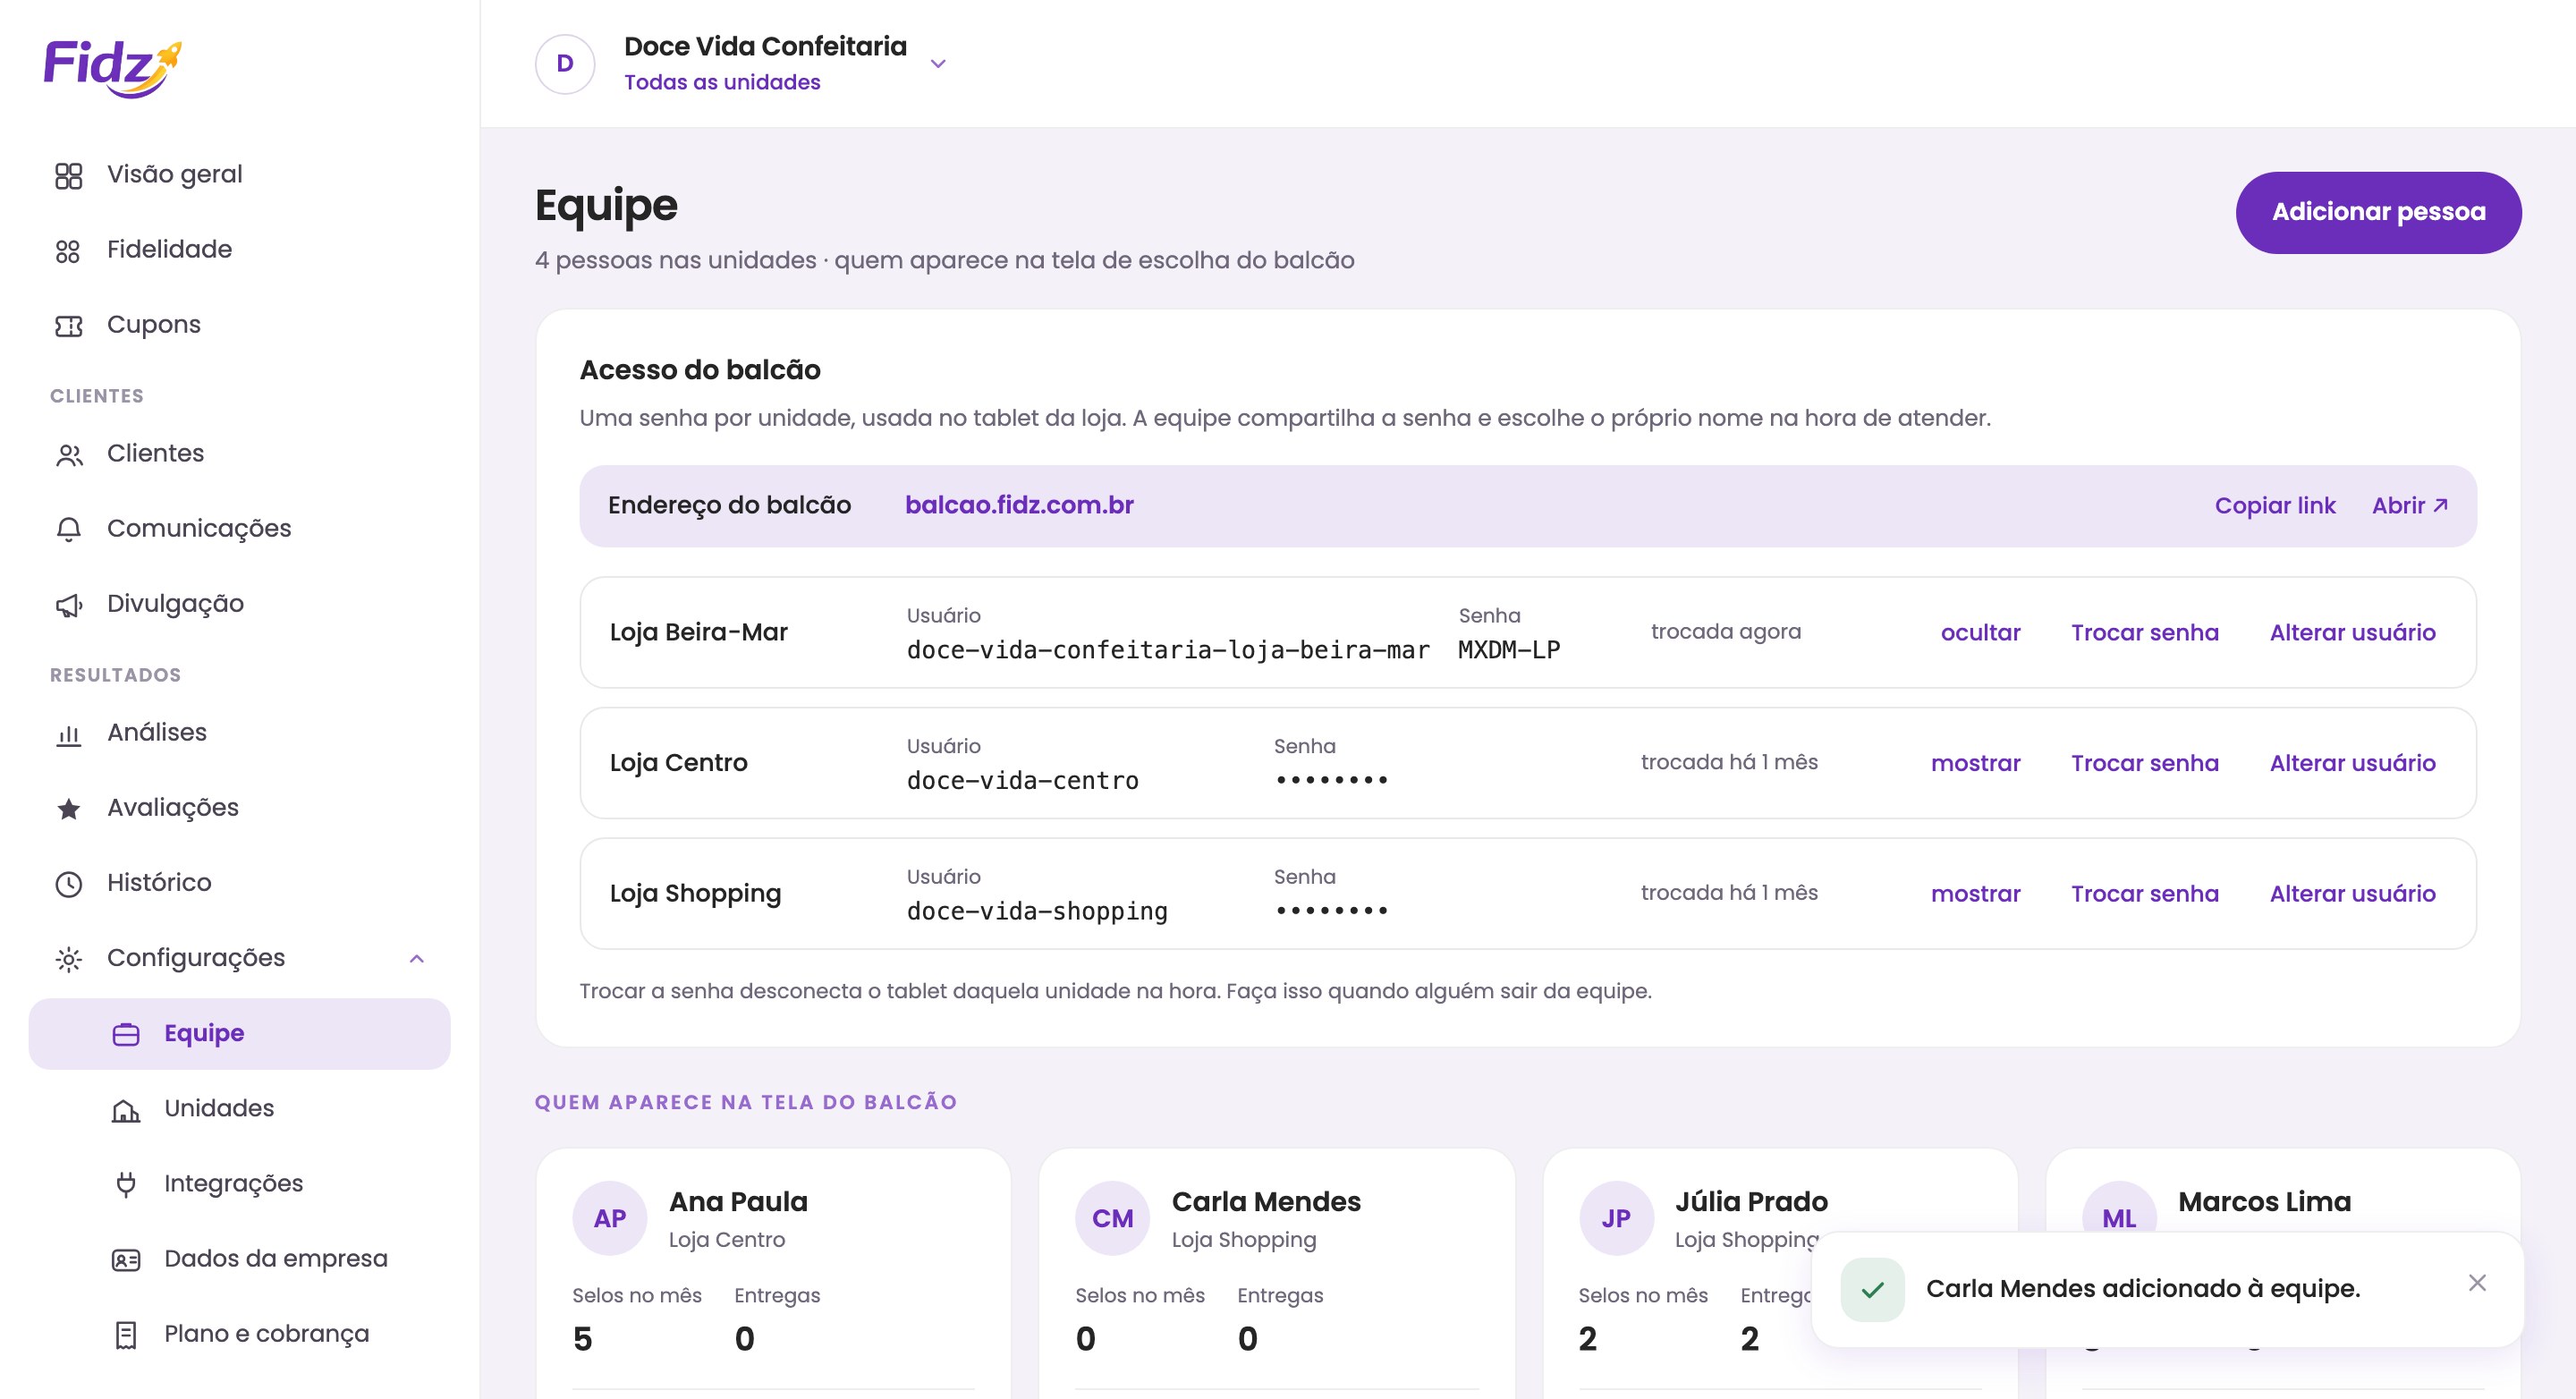 Fidz
Visão geral
Fidelidade
Cupons
CLIENTES
Clientes
Comunicações
Divulgação
RESULTADOS
Análises
Avaliações
Histórico
Configurações
Equipe
Unidades
Integrações
Dados da empresa
Plano e cobrança
D
Doce Vida Confeitaria
Todas as unidades
Equipe
4 pessoas nas unidades · quem aparece na tela de escolha do balcão
Adicionar pessoa
Acesso do balcão
Uma senha por unidade, usada no tablet da loja. A equipe compartilha a senha e escolhe o próprio nome na hora de atender.
Endereço do balcão balcao.fidz.com.br Copiar link Abrir ↗
Usuário Senha
Loja Beira-Mar doce-vida-confeitaria-loja-beira-mar MXDM-LP trocada agora ocultar Trocar senha Alterar usuário
Usuário Senha
Loja Centro doce-vida-centro •••••••• trocada há 1 mês mostrar Trocar senha Alterar usuário
Usuário Senha
Loja Shopping doce-vida-shopping •••••••• trocada há 1 mês mostrar Trocar senha Alterar usuário
Trocar a senha desconecta o tablet daquela unidade na hora. Faça isso quando alguém sair da equipe.
QUEM APARECE NA TELA DO BALCÃO
AP Ana Paula
Loja Centro
Selos no mês Entregas
5 0
CM Carla Mendes
Loja Shopping
Selos no mês Entregas
0 0
JP Júlia Prado
Loja Shopping
Selos no mês
2 2
ML Marcos Lima
Carla Mendes adicionado à equipe.